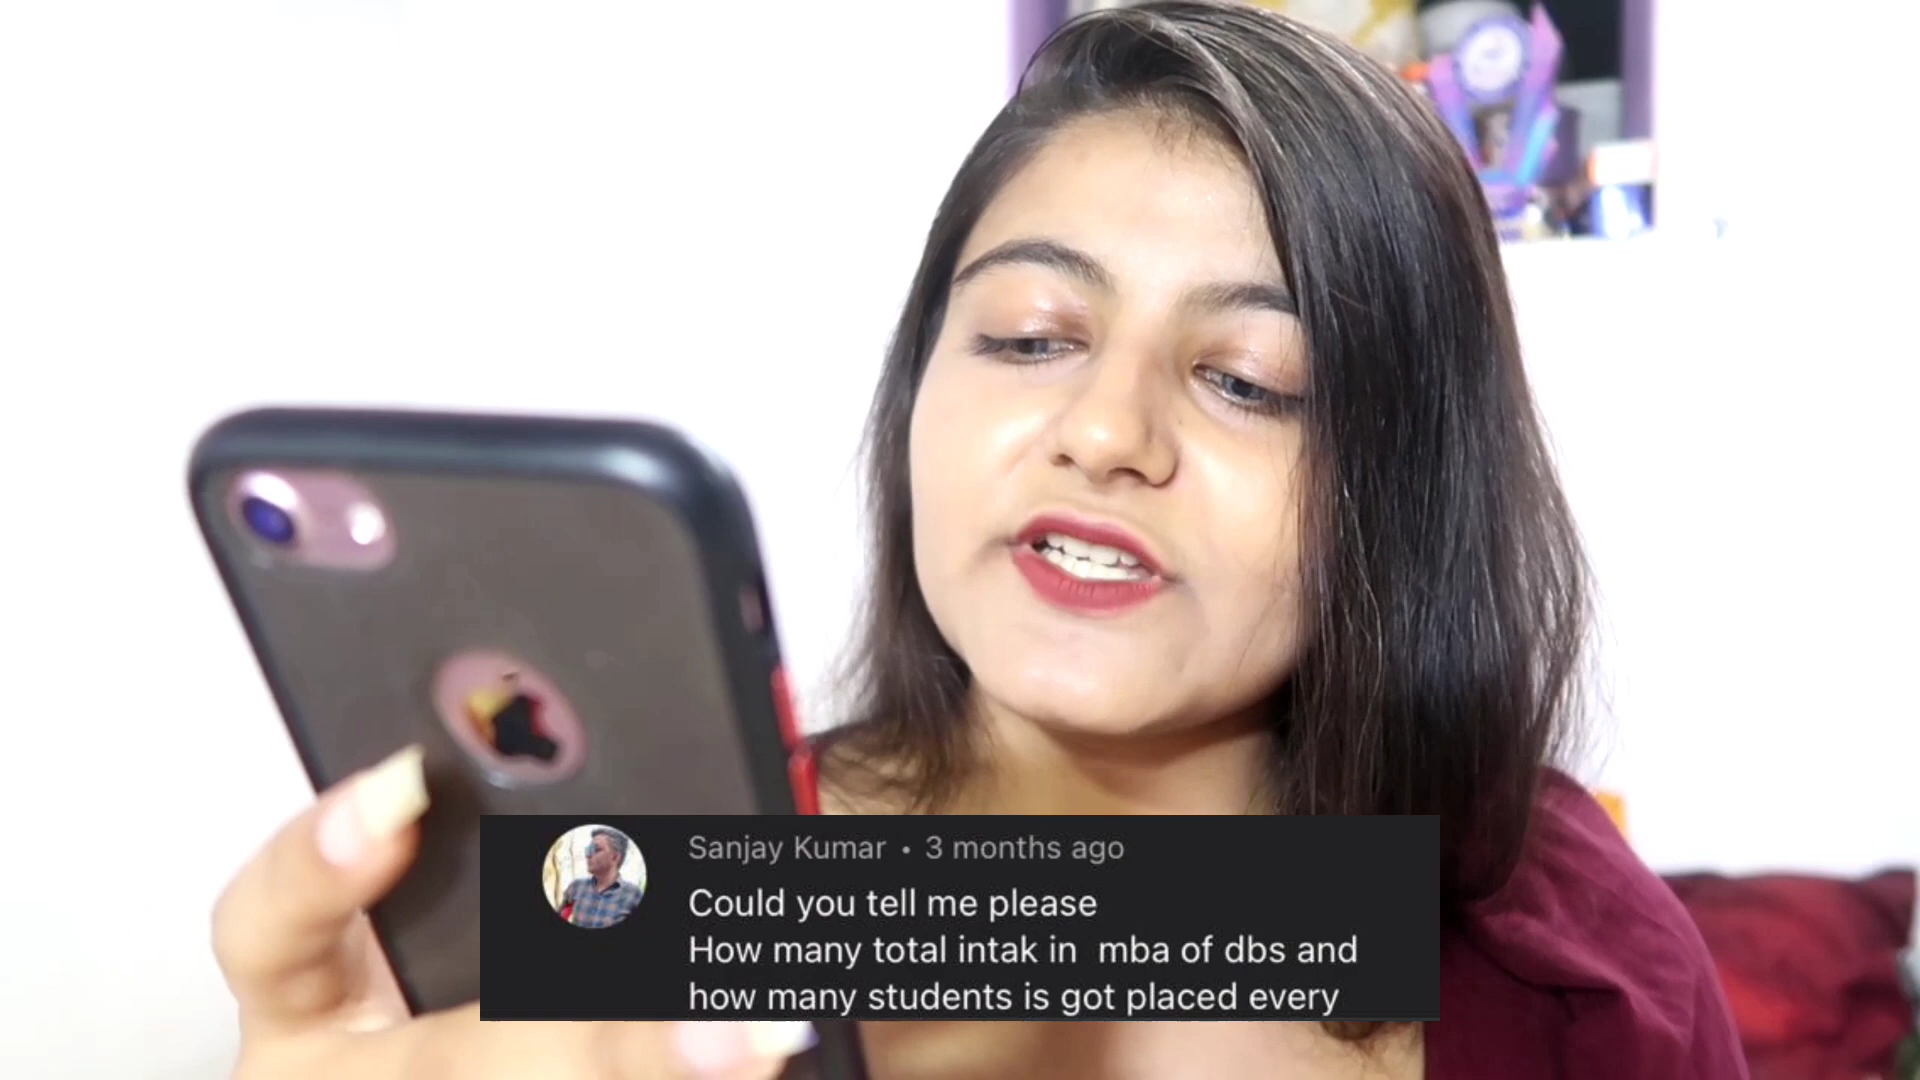 Sanjay Kumar • 3 months ago
Could you tell me please
How many total intak in  mba of dbs and
how many students is got placed every